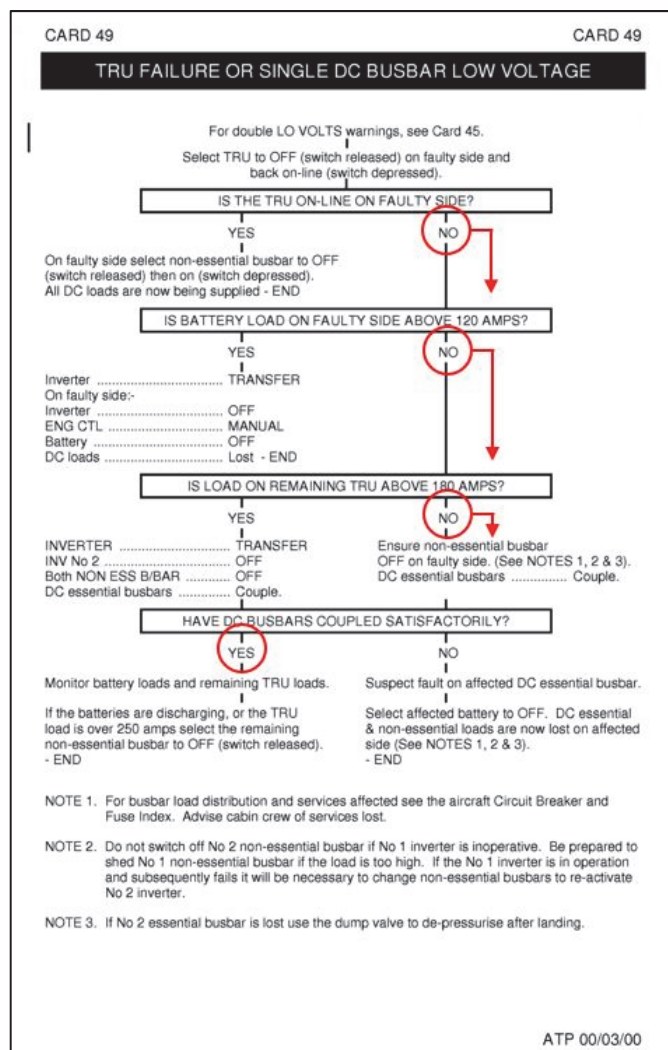 CARD 49 CARD 49
TRU FAILURE OR SINGLE DC BUSBAR LOW VOLTAGE
For double LO VOLTS warnings, see Card 45.
Select TRU to OFF (switch released) on faulty side and
back on-line (switch depressed).
IS THE TRU ON-LINE ON FAULTY SIDE?
YES NO
On faulty side select non-essential busbar to OFF
(switch released) then on (switch depressed).
All DC loads are now being supplied - END
IS BATTERY LOAD ON FAULTY SIDE ABOVE 120 AMPS?
YES NO
Inverter .................................. TRANSFER
On faulty side:-
Inverter .................................. OFF
ENG CTL ............................... MANUAL
Battery ................................... OFF
DC loads ................................ Lost - END
IS LOAD ON REMAINING TRU ABOVE 180 AMPS?
YES NO
INVERTER ............................ TRANSFER
INV No 2 ................................ OFF
Both NON ESS B/BAR ........... OFF
DC essential busbars ............. Couple.
Ensure non-essential busbar
OFF on faulty side. (See NOTES 1, 2 & 3).
DC essential busbars .............. Couple.
HAVE DC BUSBARS COUPLED SATISFACTORILY?
YES NO
Monitor battery loads and remaining TRU loads.
If the batteries are discharging, or the TRU
load is over 250 amps select the remaining
non-essential busbar to OFF (switch released).
- END
Suspect fault on affected DC essential busbar.
Select affected battery to OFF. DC essential
& non-essential loads are now lost on affected
side (See NOTES 1, 2 & 3).
- END
NOTE 1. For busbar load distribution and services affected see the aircraft Circuit Breaker and
Fuse Index. Advise cabin crew of services lost.
NOTE 2. Do not switch off No 2 non-essential busbar if No 1 inverter is inoperative. Be prepared to
shed No 1 non-essential busbar if the load is too high. If the No 1 inverter is in operation
and subsequently fails it will be necessary to change non-essential busbars to re-activate
No 2 inverter.
NOTE 3. If No 2 essential busbar is lost use the dump valve to de-pressurise after landing.
ATP 00/03/00